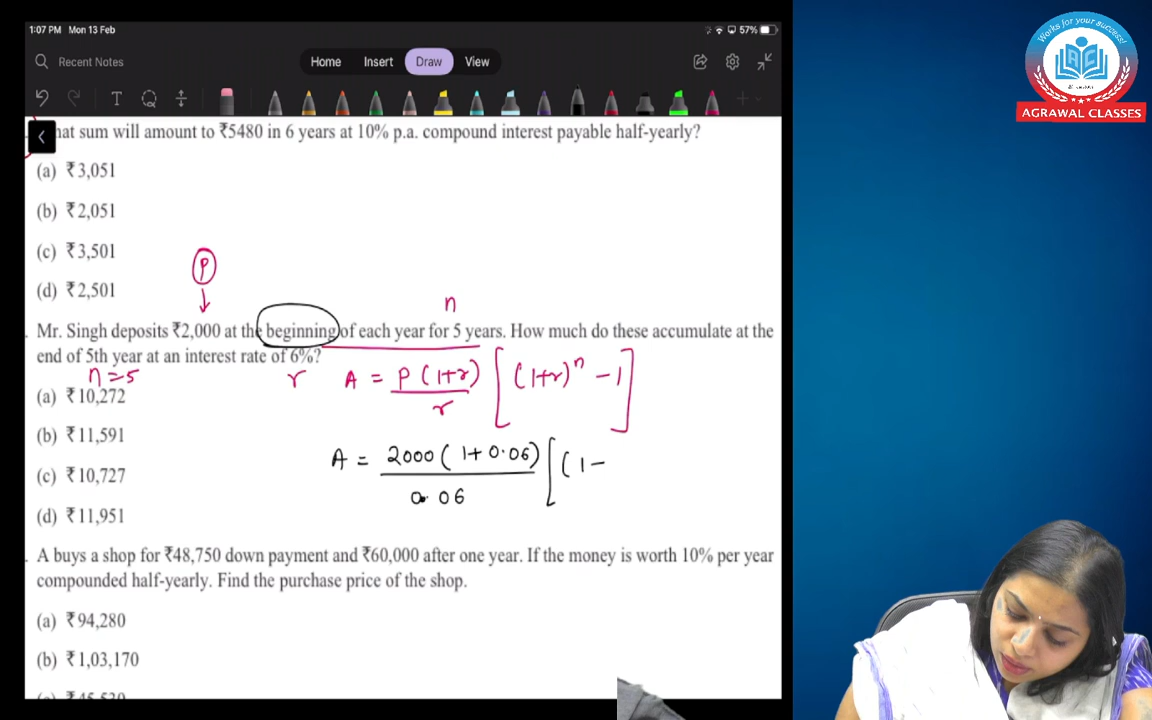 1:07 PM Mon 13 Feb
57%
Recent Notes
Home Insert Draw View
hat sum will amount to ₹5480 in 6 years at 10% p.a. compound interest payable half-yearly?
(a) ₹3,051
(b) ₹2,051
(c) ₹3,501
(d) ₹2,501
P
n
Mr. Singh deposits ₹2,000 at the beginning of each year for 5 years. How much do these accumulate at the
end of 5th year at an interest rate of 6%?
n=5
r
A = P(1+r)/r [(1+r)^n - 1]
(a) ₹10,272
(b) ₹11,591
A = 2000(1+0.06)/0.06 [(1-
(c) ₹10,727
(d) ₹11,951
A buys a shop for ₹48,750 down payment and ₹60,000 after one year. If the money is worth 10% per year
compounded half-yearly. Find the purchase price of the shop.
(a) ₹94,280
(b) ₹1,03,170
Works for your success!
AC
AGRAWAL CLASSES